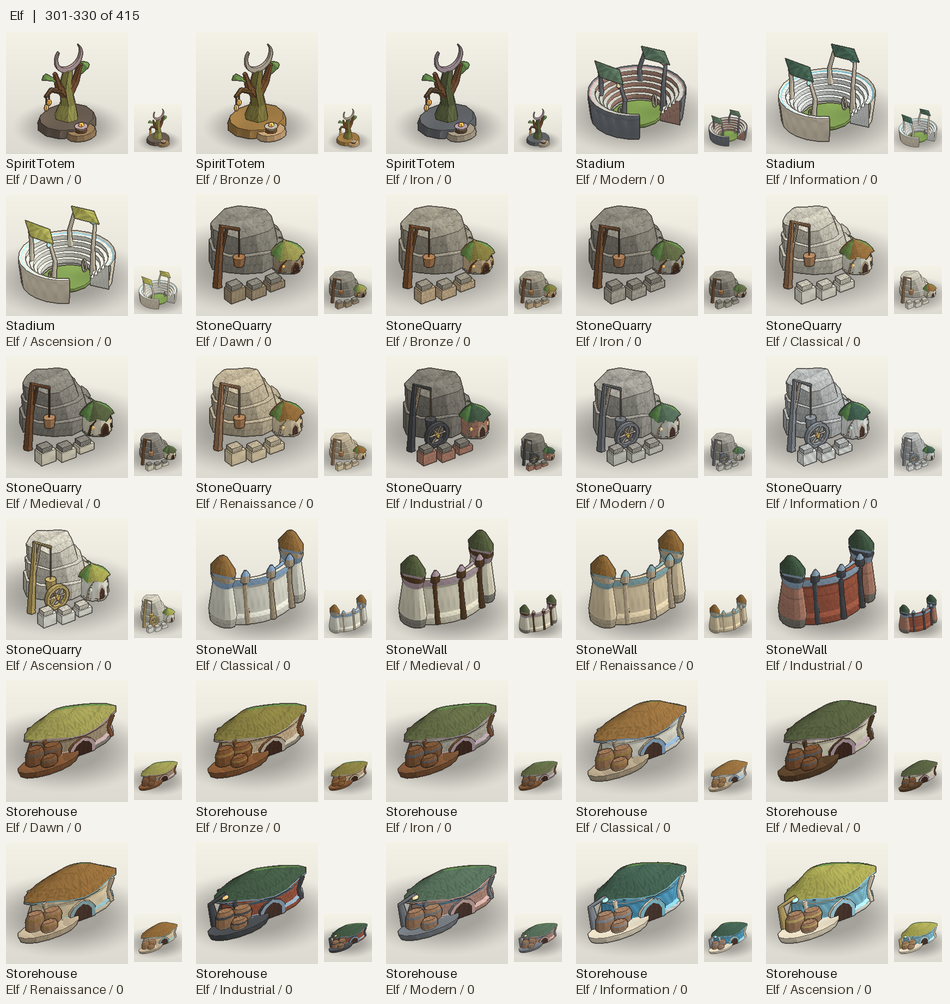 Elf | 301-330 of 415
SpiritTotem
Elf / Dawn / 0
SpiritTotem
Elf / Bronze / 0
SpiritTotem
Elf / Iron / 0
Stadium
Elf / Modern / 0
Stadium
Elf / Information / 0
Stadium
Elf / Ascension / 0
StoneQuarry
Elf / Dawn / 0
StoneQuarry
Elf / Bronze / 0
StoneQuarry
Elf / Iron / 0
StoneQuarry
Elf / Classical / 0
StoneQuarry
Elf / Medieval / 0
StoneQuarry
Elf / Renaissance / 0
StoneQuarry
Elf / Industrial / 0
StoneQuarry
Elf / Modern / 0
StoneQuarry
Elf / Information / 0
StoneQuarry
Elf / Ascension / 0
StoneWall
Elf / Classical / 0
StoneWall
Elf / Medieval / 0
StoneWall
Elf / Renaissance / 0
StoneWall
Elf / Industrial / 0
Storehouse
Elf / Dawn / 0
Storehouse
Elf / Bronze / 0
Storehouse
Elf / Iron / 0
Storehouse
Elf / Classical / 0
Storehouse
Elf / Medieval / 0
Storehouse
Elf / Renaissance / 0
Storehouse
Elf / Industrial / 0
Storehouse
Elf / Modern / 0
Storehouse
Elf / Information / 0
Storehouse
Elf / Ascension / 0